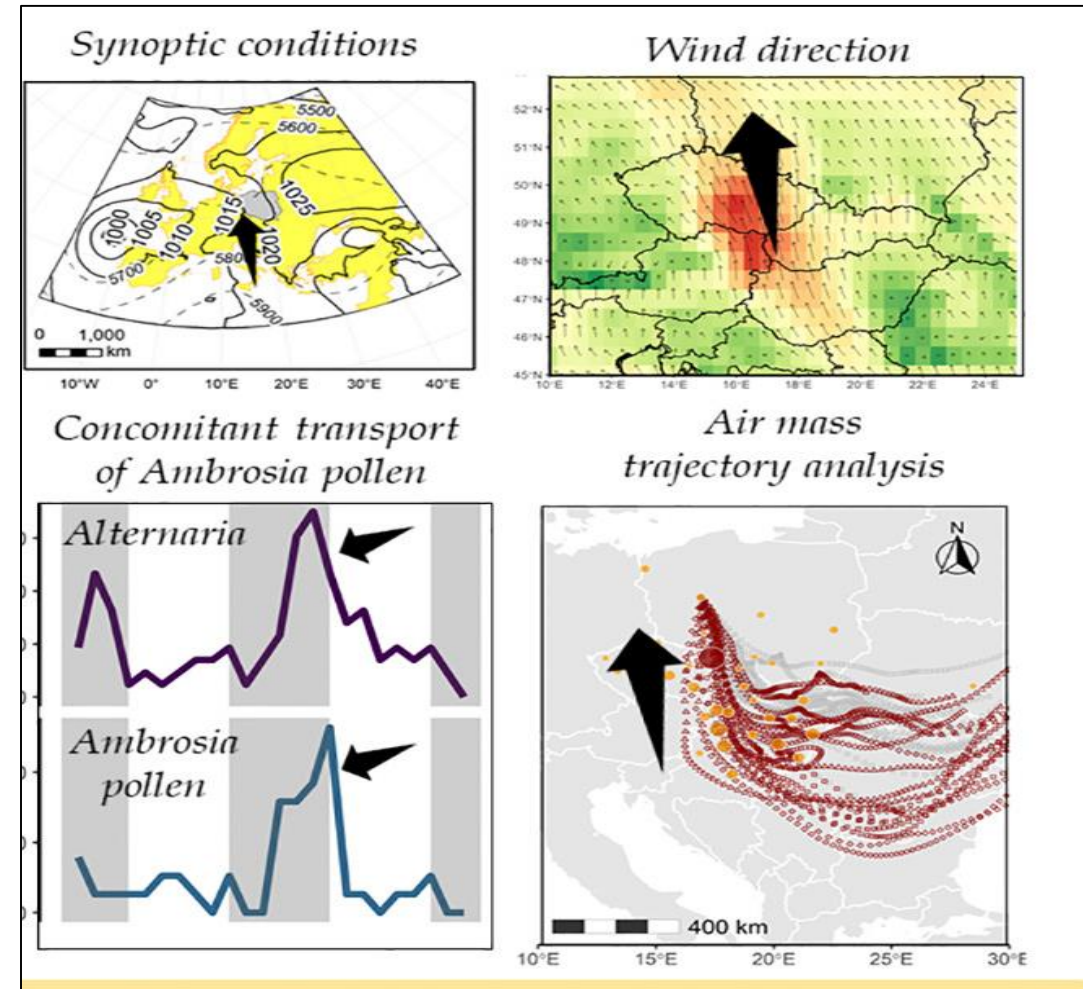 Synoptic conditions
5500
5600
1025
1015
1020
1000
1005
1010
580
5700
5900
0 1,000
km
10°W 0° 10°E 20°E 30°E 40°E
Wind direction
52°N
51°N
50°N
49°N
48°N
47°N
46°N
45°N
10°E 12°E 14°E 16°E 18°E 20°E 22°E 24°E
Concomitant transport
of Ambrosia pollen
Alternaria
Ambrosia
pollen
Air mass
trajectory analysis
N
400 km
10°E 15°E 20°E 25°E 30°E